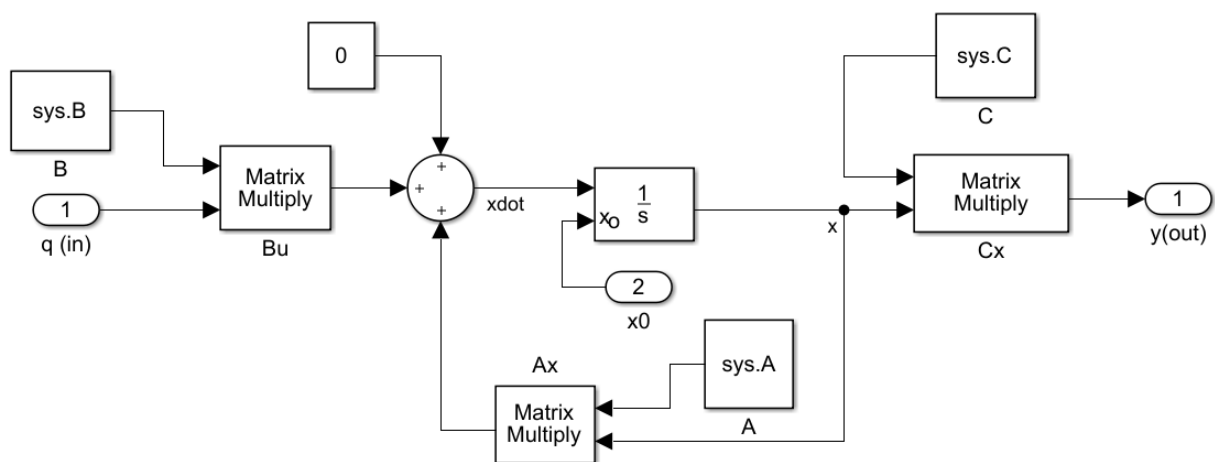 0
sys.C
C
sys.B
B
Matrix
Multiply
Bu
1
q (in)
+
+
+
xdot
1
s
xo
2
x0
x
Matrix
Multiply
Cx
1
y(out)
Ax
Matrix
Multiply
sys.A
A